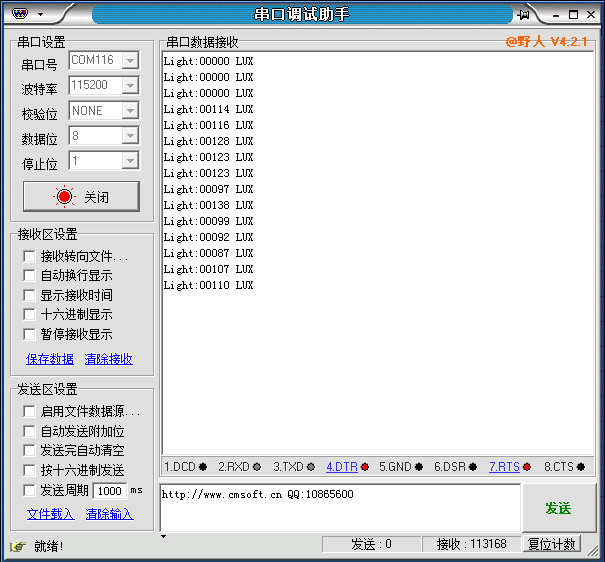 串口调试助手
串口设置
串口号 COM116
波特率 115200
校验位 NONE
数据位 8
停止位 1
关闭
接收区设置
接收转向文件...
自动换行显示
显示接收时间
十六进制显示
暂停接收显示
保存数据 清除接收
发送区设置
启用文件数据源...
自动发送附加位
发送完自动清空
按十六进制发送
发送周期 1000 ms
文件载入 清除输入
串口数据接收 @野人 V4.2.1
Light:00000 LUX
Light:00000 LUX
Light:00000 LUX
Light:00114 LUX
Light:00116 LUX
Light:00128 LUX
Light:00123 LUX
Light:00123 LUX
Light:00097 LUX
Light:00138 LUX
Light:00099 LUX
Light:00092 LUX
Light:00087 LUX
Light:00107 LUX
Light:00110 LUX
1.DCD 2.RXD 3.TXD 4.DTR 5.GND 6.DSR 7.RTS 8.CTS
http://www.cmsoft.cn QQ:10865600
发送
就绪! 发送 : 0 接收 : 113168 复位计数